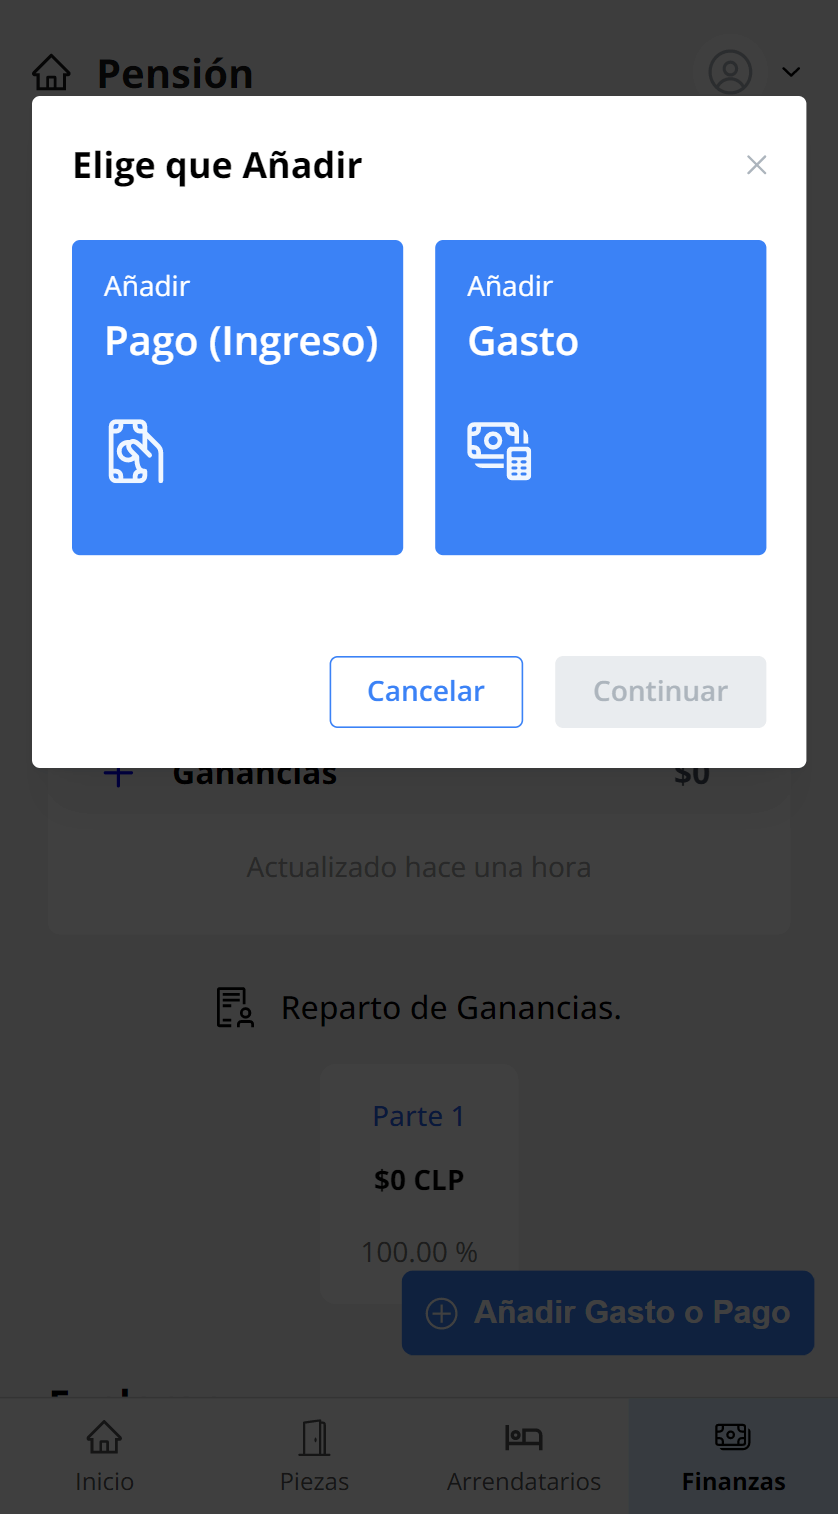 Pensión
Elige que Añadir
Añadir
Pago (Ingreso)
Añadir
Gasto
Cancelar
Continuar
Ganancias $0
Actualizado hace una hora
Reparto de Ganancias.
Parte 1
$0 CLP
100.00 %
Añadir Gasto o Pago
Inicio
Piezas
Arrendatarios
Finanzas